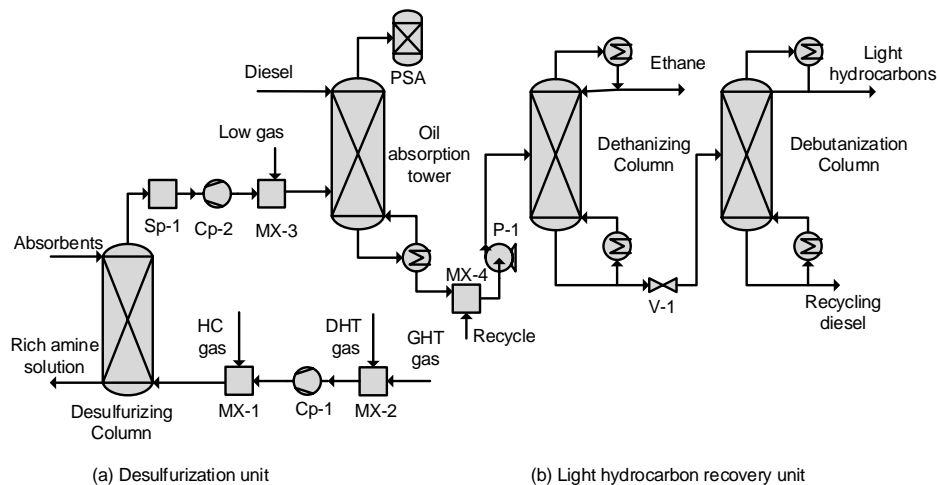 PSA
Diesel
Ethane
Light
hydrocarbons
Low gas
Oil
absorption
tower
Dethanizing
Column
Debutanization
Column
Sp-1
Cp-2
MX-3
P-1
Absorbents
MX-4
V-1
HC
gas
DHT
gas
GHT
gas
Recycle
Recycling
diesel
Rich amine
solution
MX-1
Cp-1
MX-2
Desulfurizing
Column
(a) Desulfurization unit
(b) Light hydrocarbon recovery unit